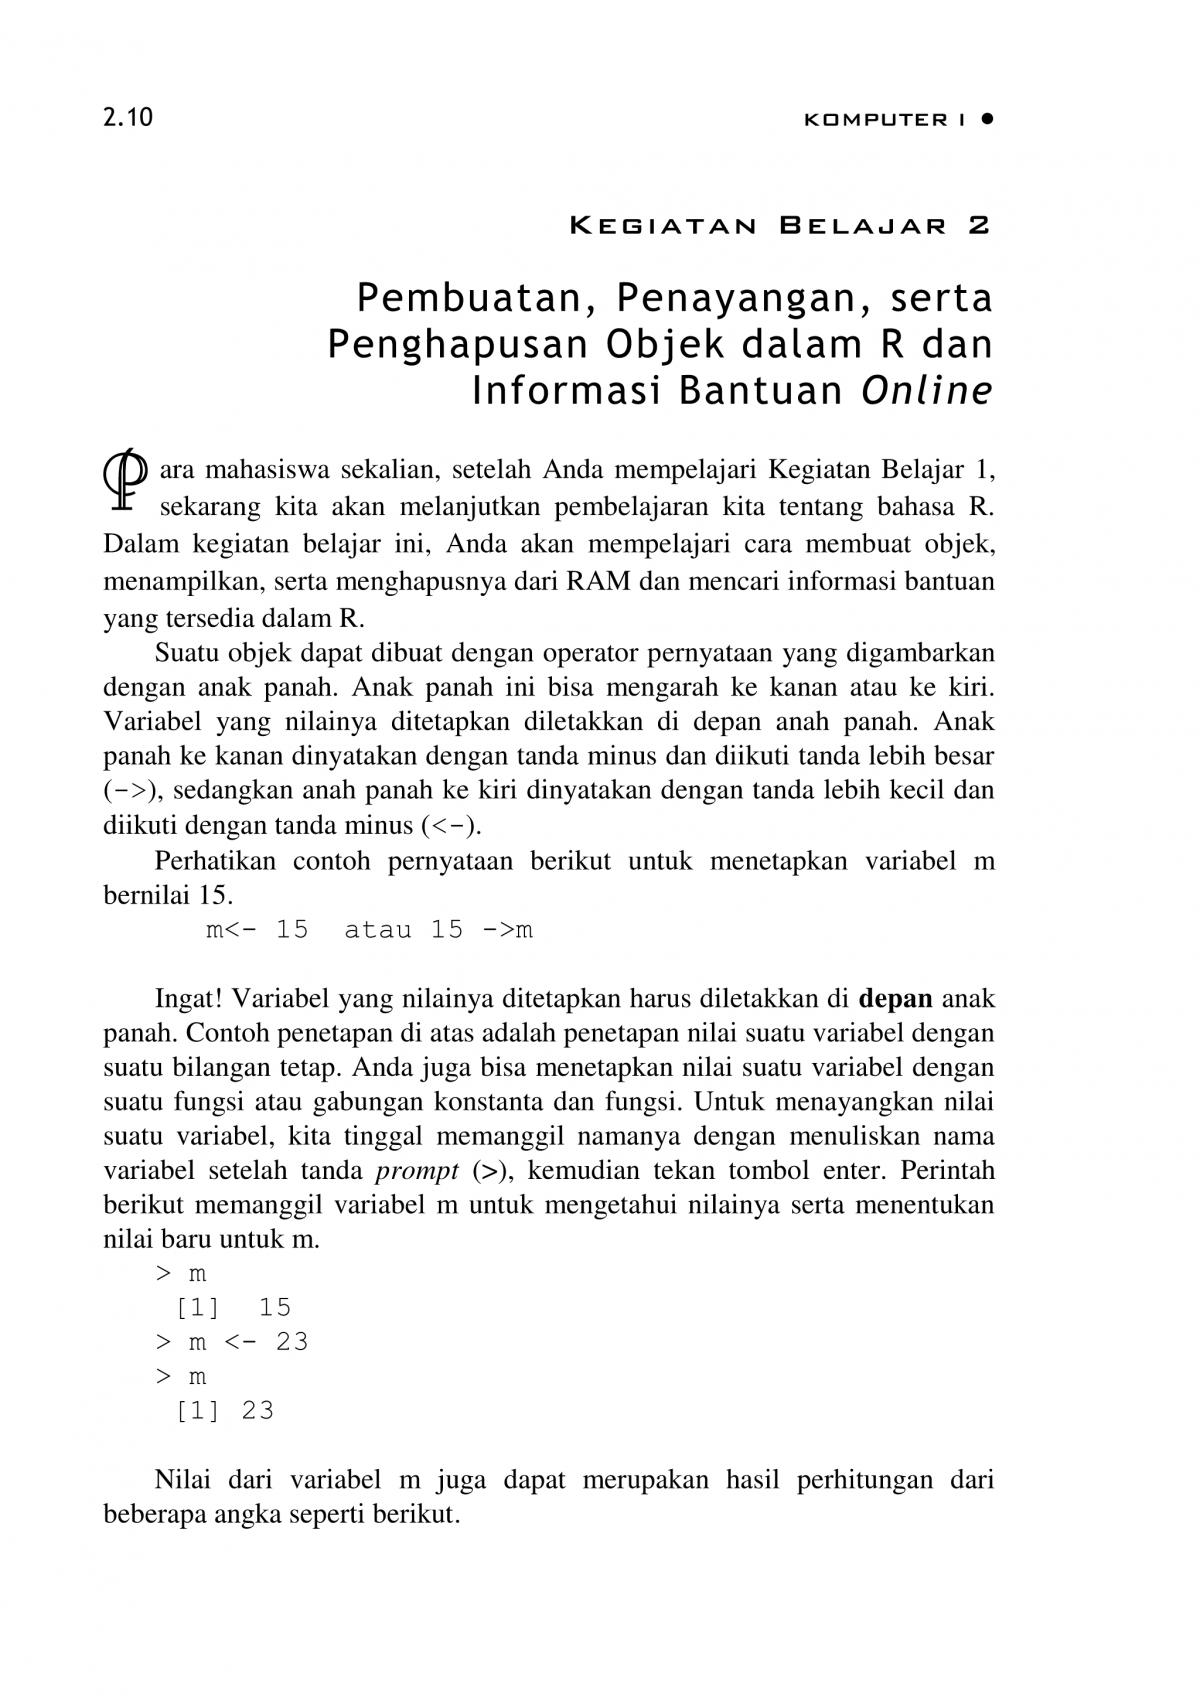 2.10 KOMPUTER I ●
KEGIATAN BELAJAR 2
Pembuatan, Penayangan, serta
Penghapusan Objek dalam R dan
Informasi Bantuan Online
Para mahasiswa sekalian, setelah Anda mempelajari Kegiatan Belajar 1,
sekarang kita akan melanjutkan pembelajaran kita tentang bahasa R.
Dalam kegiatan belajar ini, Anda akan mempelajari cara membuat objek,
menampilkan, serta menghapusnya dari RAM dan mencari informasi bantuan
yang tersedia dalam R.
Suatu objek dapat dibuat dengan operator pernyataan yang digambarkan
dengan anak panah. Anak panah ini bisa mengarah ke kanan atau ke kiri.
Variabel yang nilainya ditetapkan diletakkan di depan anah panah. Anak
panah ke kanan dinyatakan dengan tanda minus dan diikuti tanda lebih besar
(->), sedangkan anah panah ke kiri dinyatakan dengan tanda lebih kecil dan
diikuti dengan tanda minus (<-).
Perhatikan contoh pernyataan berikut untuk menetapkan variabel m
bernilai 15.
m<- 15  atau 15 ->m
Ingat! Variabel yang nilainya ditetapkan harus diletakkan di depan anak
panah. Contoh penetapan di atas adalah penetapan nilai suatu variabel dengan
suatu bilangan tetap. Anda juga bisa menetapkan nilai suatu variabel dengan
suatu fungsi atau gabungan konstanta dan fungsi. Untuk menayangkan nilai
suatu variabel, kita tinggal memanggil namanya dengan menuliskan nama
variabel setelah tanda prompt (>), kemudian tekan tombol enter. Perintah
berikut memanggil variabel m untuk mengetahui nilainya serta menentukan
nilai baru untuk m.
> m
[1]  15
> m <- 23
> m
[1] 23
Nilai dari variabel m juga dapat merupakan hasil perhitungan dari
beberapa angka seperti berikut.